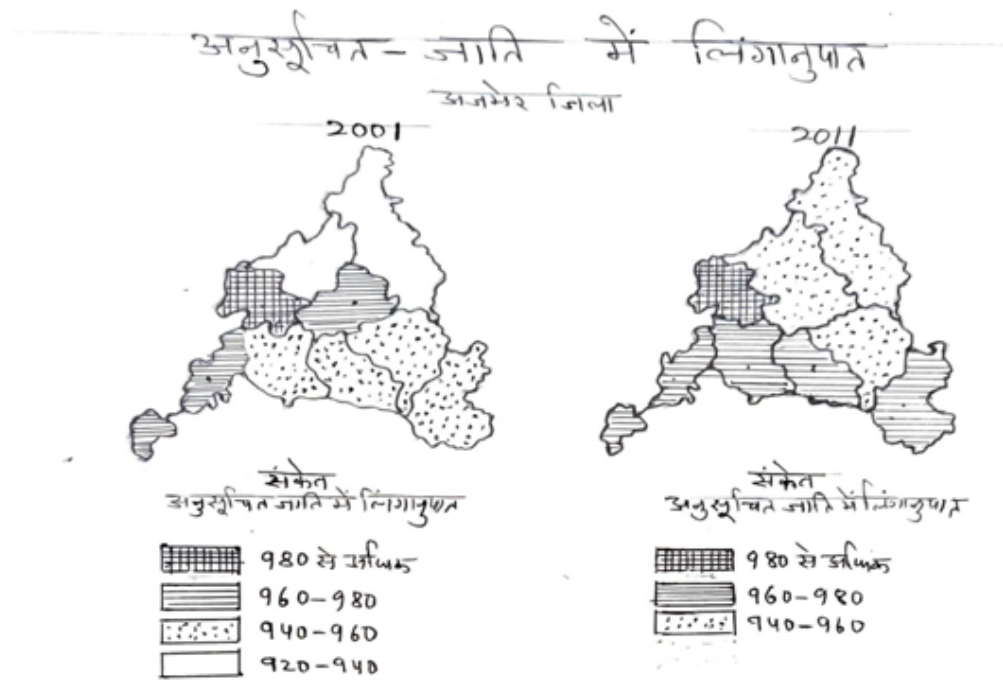 अनुसूचित - जाति में लिंगानुपात
अजमेर जिला
2001
2011
संकेत
अनुसूचित जाति में लिंगानुपात
980 से अधिक
960-980
940-960
920-940
संकेत
अनुसूचित जाति में लिंगानुपात
980 से अधिक
960-980
940-960